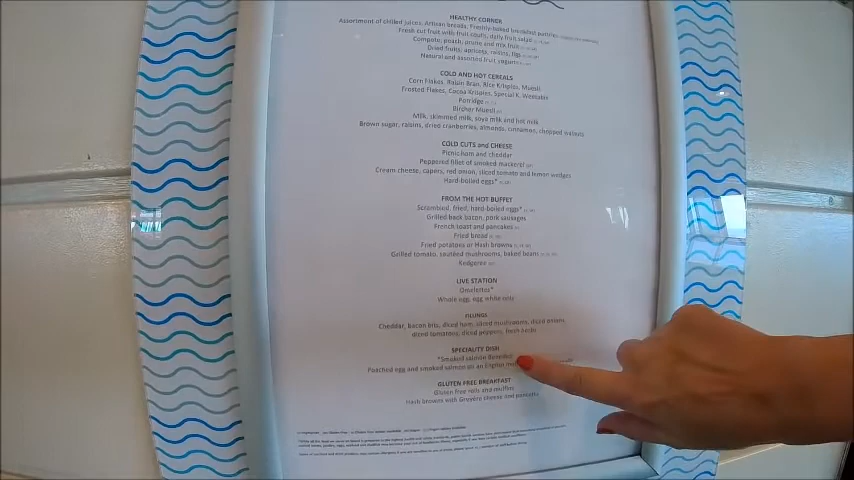 HEALTHY CORNER
Assortment of chilled juices, Artisan breads, Freshly-baked breakfast pastries
Fresh cut fruit with fruit coulis, daily fruit salad
Compote, peach, prune and mix fruit
Dried fruits, apricots, raisins, figs
Natural and assorted fruit yogurt
COLD AND HOT CEREALS
Corn Flakes, Raisin Bran, Rice Krispies, Muesli
Frosted Flakes, Cocoa Krispies, Special K, Weetabix
Porridge
Bircher Muesli
Milk, skimmed milk, soya milk and hot milk
Brown sugar, raisins, dried cranberries, almonds, cinnamon, chopped walnuts
COLD CUTS and CHEESE
Picnic ham and cheddar
Peppered fillet of smoked mackerel
Cream cheese, capers, red onion, sliced tomato and lemon wedges
Hard-boiled eggs*
FROM THE HOT BUFFET
Scrambled, fried, hard-boiled eggs*
Grilled back bacon, pork sausages
French toast and pancakes
Fried bread
Fried potatoes or Hash browns
Grilled tomato, sautéed mushrooms, baked beans
Kedgeree
LIVE STATION
Omelettes*
Whole egg, egg white only
FILLINGS
Cheddar, bacon bits, diced ham, sliced mushrooms, diced onions,
diced tomatoes, diced peppers, fresh herbs
SPECIALITY DISH
*Smoked salmon Benedict
Poached egg and smoked salmon on an English
GLUTEN FREE BREAKFAST
Gluten free rolls and muffins
Hash browns with Gruyère cheese and pancetta